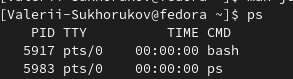 [Valerii-Sukhorukov@fedora ~]$ ps
PID TTY          TIME CMD
5917 pts/0    00:00:00 bash
5983 pts/0    00:00:00 ps